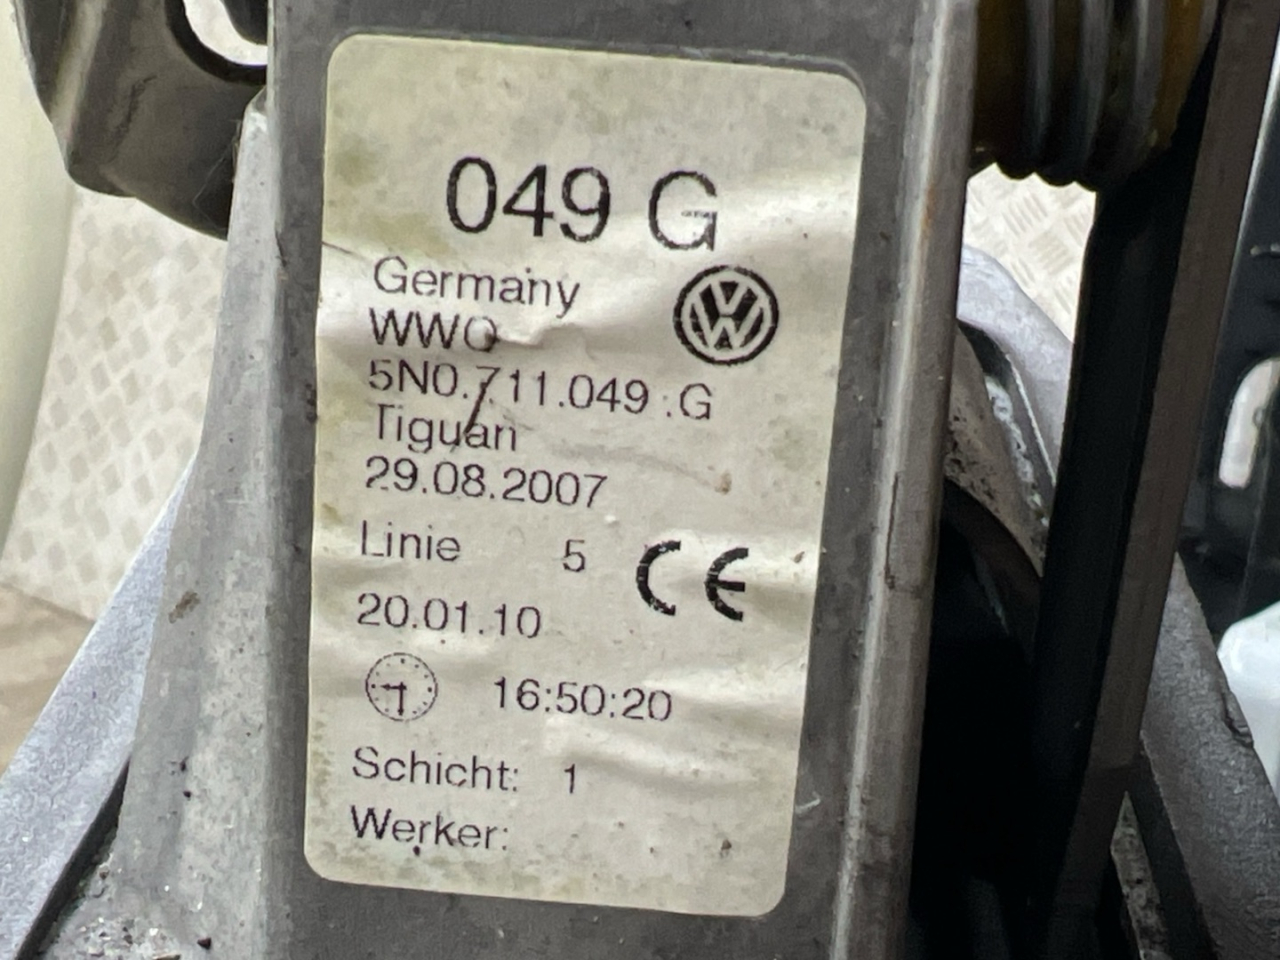 049 G
Germany
WWO
5N0.711.049 .G
Tiguan
29.08.2007
Linie 5 CE
20.01.10
16:50:20
Schicht: 1
Werker: